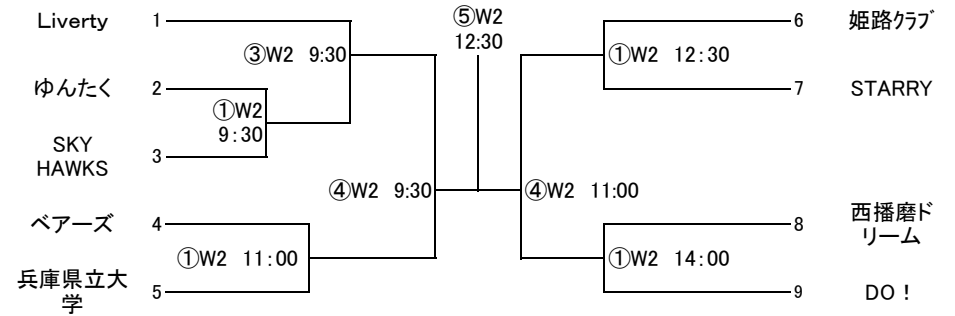 Liverty 1
③W2 9:30
ゆんたく 2
①W2
9:30
SKY
HAWKS
3
④W2 9:30
ベアーズ 4
①W2 11:00
兵庫県立大
学
5
⑤W2
12:30
6 姫路クラブ
①W2 12:30
7 STARRY
④W2 11:00
8 西播磨ド
リーム
①W2 14:00
9 DO！